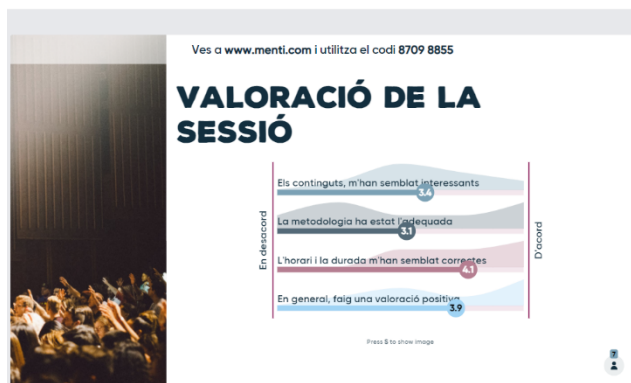 Ves a www.menti.com i utilitza el codi 8709 8855
VALORACIÓ DE LA
SESSIÓ
En desacord
Els continguts, m'han semblat interessants
3.4
La metodologia ha estat l'adequada
3.1
L'horari i la durada m'han semblat correctes
4.1
En general, faig una valoració positiva
3.9
D'acord
Press S to show image
7